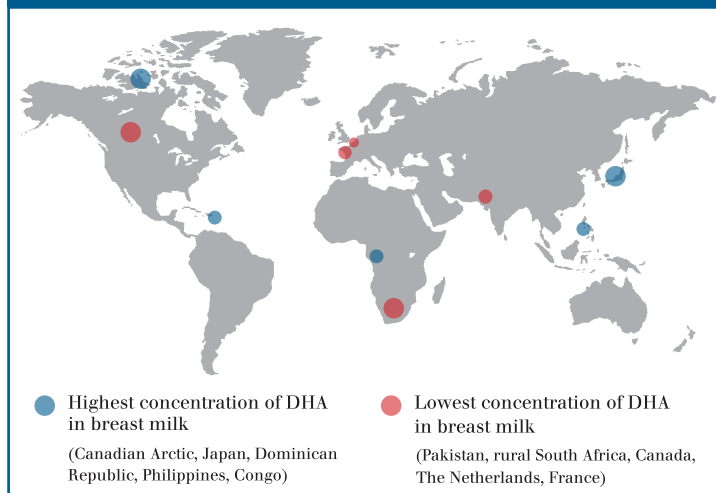 Highest concentration of DHA
in breast milk
(Canadian Arctic, Japan, Dominican
Republic, Philippines, Congo)
Lowest concentration of DHA
in breast milk
(Pakistan, rural South Africa, Canada,
The Netherlands, France)